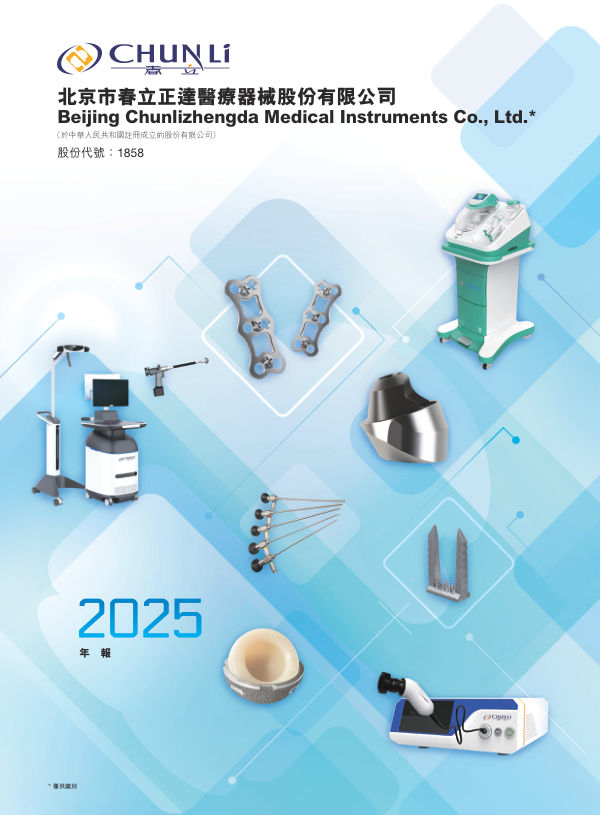 CHUNLi
春立
北京市春立正達醫療器械股份有限公司
Beijing Chunlizhengda Medical Instruments Co., Ltd.*
（於中華人民共和國註冊成立的股份有限公司）
股份代號：1858
2025
年 報
CHUNLi
* 僅供識別